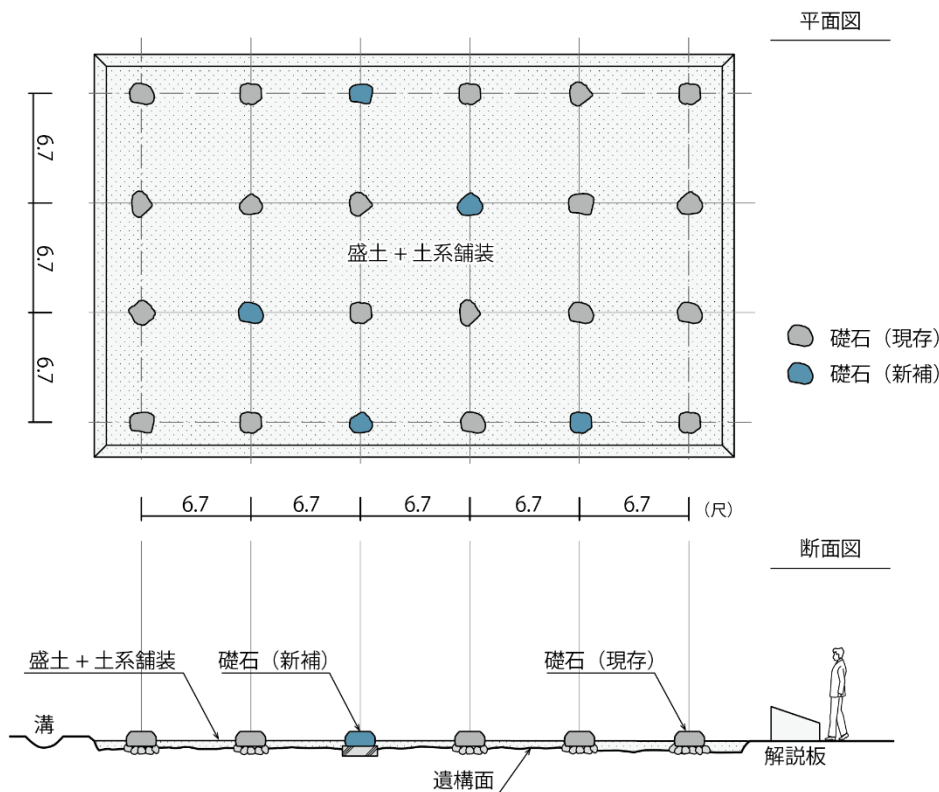 平面図
6.7
6.7
6.7
盛土 + 土系舗装
礎石（現存）
礎石（新補）
6.7
6.7
6.7
6.7
6.7
（尺）
断面図
盛土 + 土系舗装
礎石（新補）
礎石（現存）
溝
解説板
遺構面